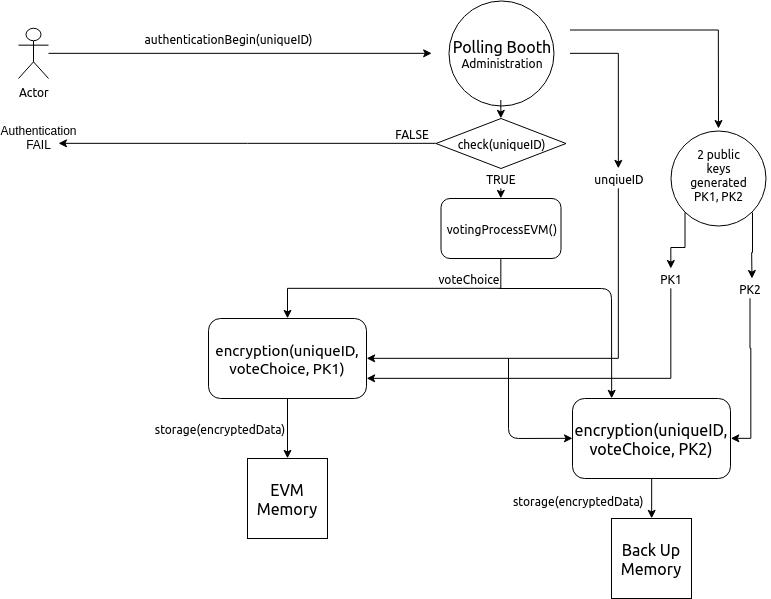 authenticationBegin(uniqueID)
Polling Booth
Administration
Actor
Authentication
FAIL
FALSE
check(uniqueID)
TRUE
unqiueID
2 public
keys
generated
PK1, PK2
votingProcessEVM()
voteChoice
PK1
PK2
encryption(uniqueID,
voteChoice, PK1)
encryption(uniqueID,
voteChoice, PK2)
storage(encryptedData)
EVM
Memory
storage(encryptedData)
Back Up
Memory